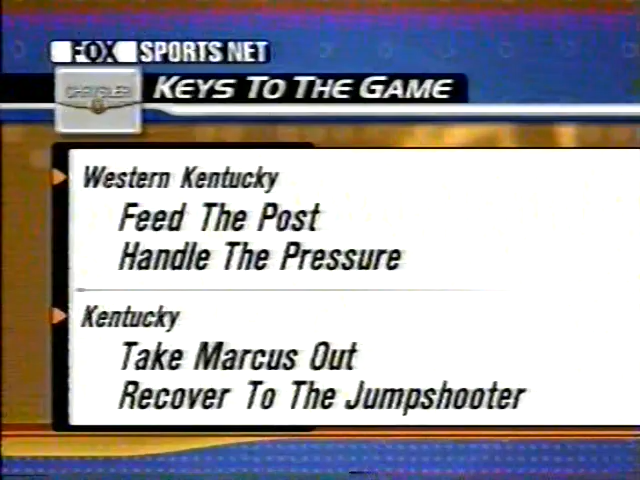 FOX SPORTS NET
CHRYSLER
KEYS TO THE GAME
Western Kentucky
Feed The Post
Handle The Pressure
Kentucky
Take Marcus Out
Recover To The Jumpshooter